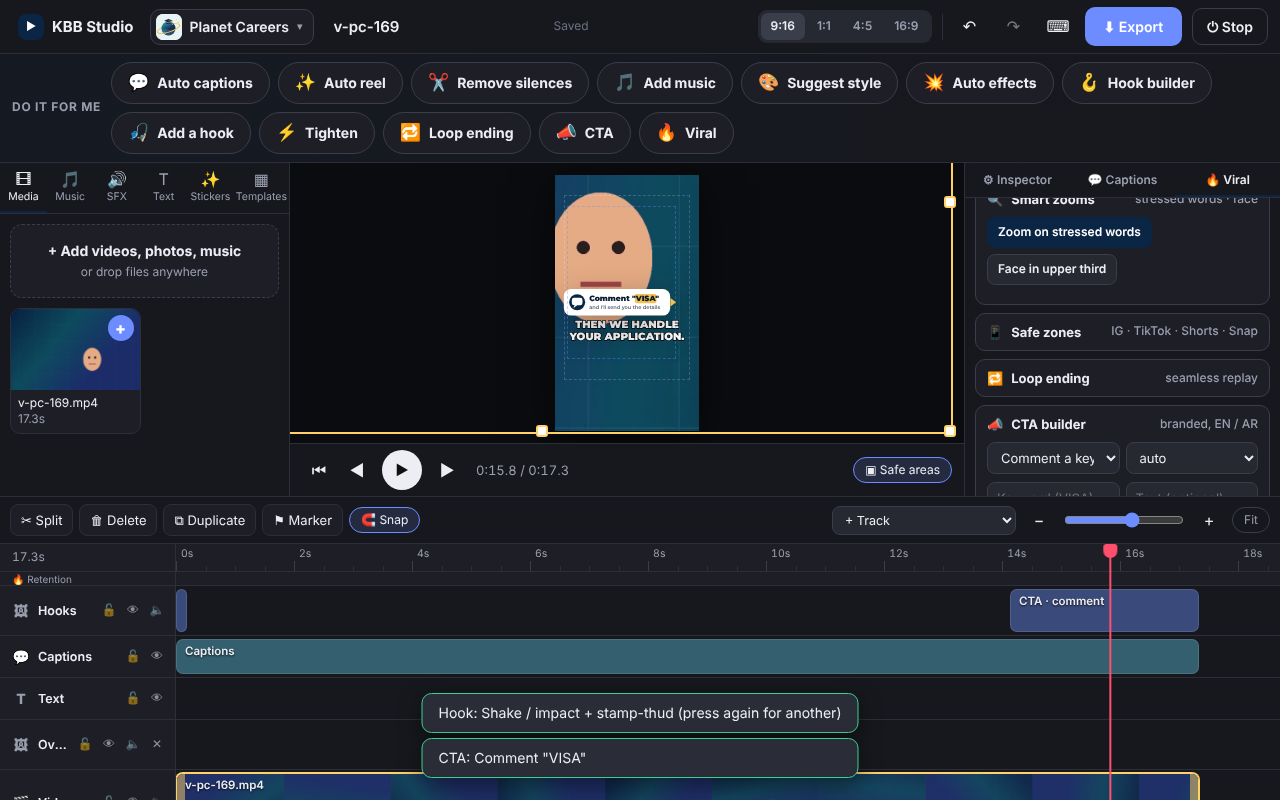 KBB Studio
Planet Careers
v-pc-169
Saved
9:16 1:1 4:5 16:9
Export
Stop
DO IT FOR ME
Auto captions
Auto reel
Remove silences
Add music
Suggest style
Auto effects
Hook builder
Add a hook
Tighten
Loop ending
CTA
Viral
Media
Music
SFX
Text
Stickers
Templates
+ Add videos, photos, music
or drop files anywhere
v-pc-169.mp4
17.3s
Comment "VISA"
and I'll send you the details
THEN WE HANDLE
YOUR APPLICATION.
0:15.8 / 0:17.3
Safe areas
Inspector
Captions
Viral
Smart zooms stressed words · face
Zoom on stressed words
Face in upper third
Safe zones IG · TikTok · Shorts · Snap
Loop ending seamless replay
CTA builder branded, EN / AR
Comment a key
auto
Keyword (VISA)
Text (optional)
Split
Delete
Duplicate
Marker
Snap
+ Track
Fit
17.3s
0s 2s 4s 6s 8s 10s 12s 14s 16s 18s
Retention
Hooks
CTA · comment
Captions
Captions
Text
Ov...
Hook: Shake / impact + stamp-thud (press again for another)
CTA: Comment "VISA"
v-pc-169.mp4